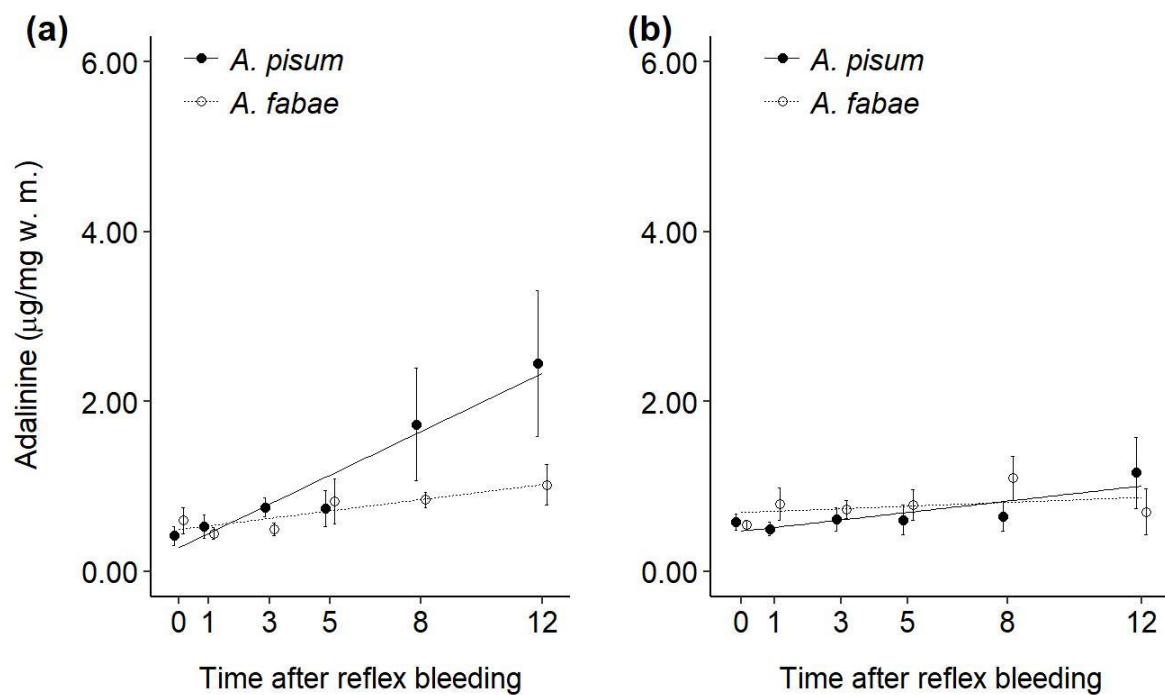 (a)
A. pisum
A. fabae
6.00
4.00
2.00
0.00
Adalinine (µg/mg w. m.)
0 1 3 5 8 12
Time after reflex bleeding
(b)
A. pisum
A. fabae
6.00
4.00
2.00
0.00
0 1 3 5 8 12
Time after reflex bleeding